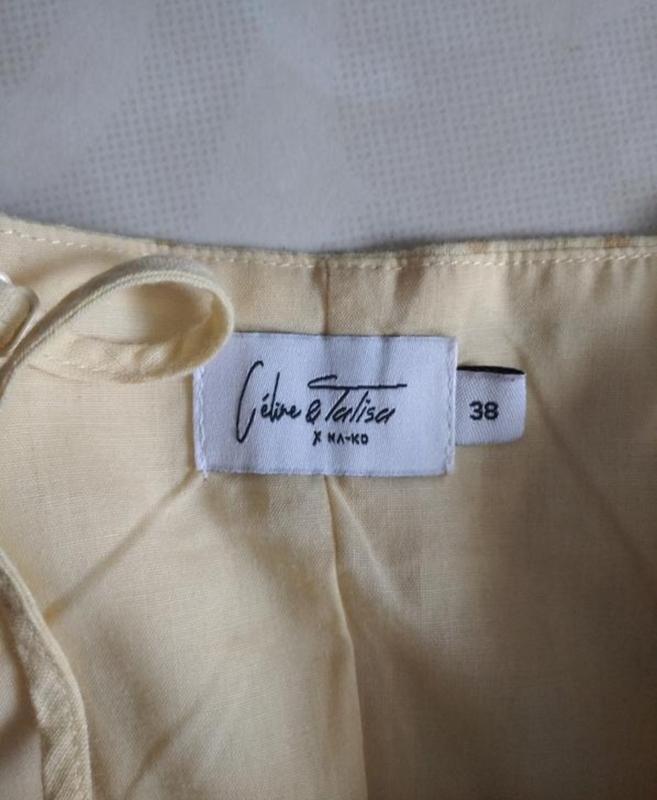 Céline & Talisa
X NA-KD
38